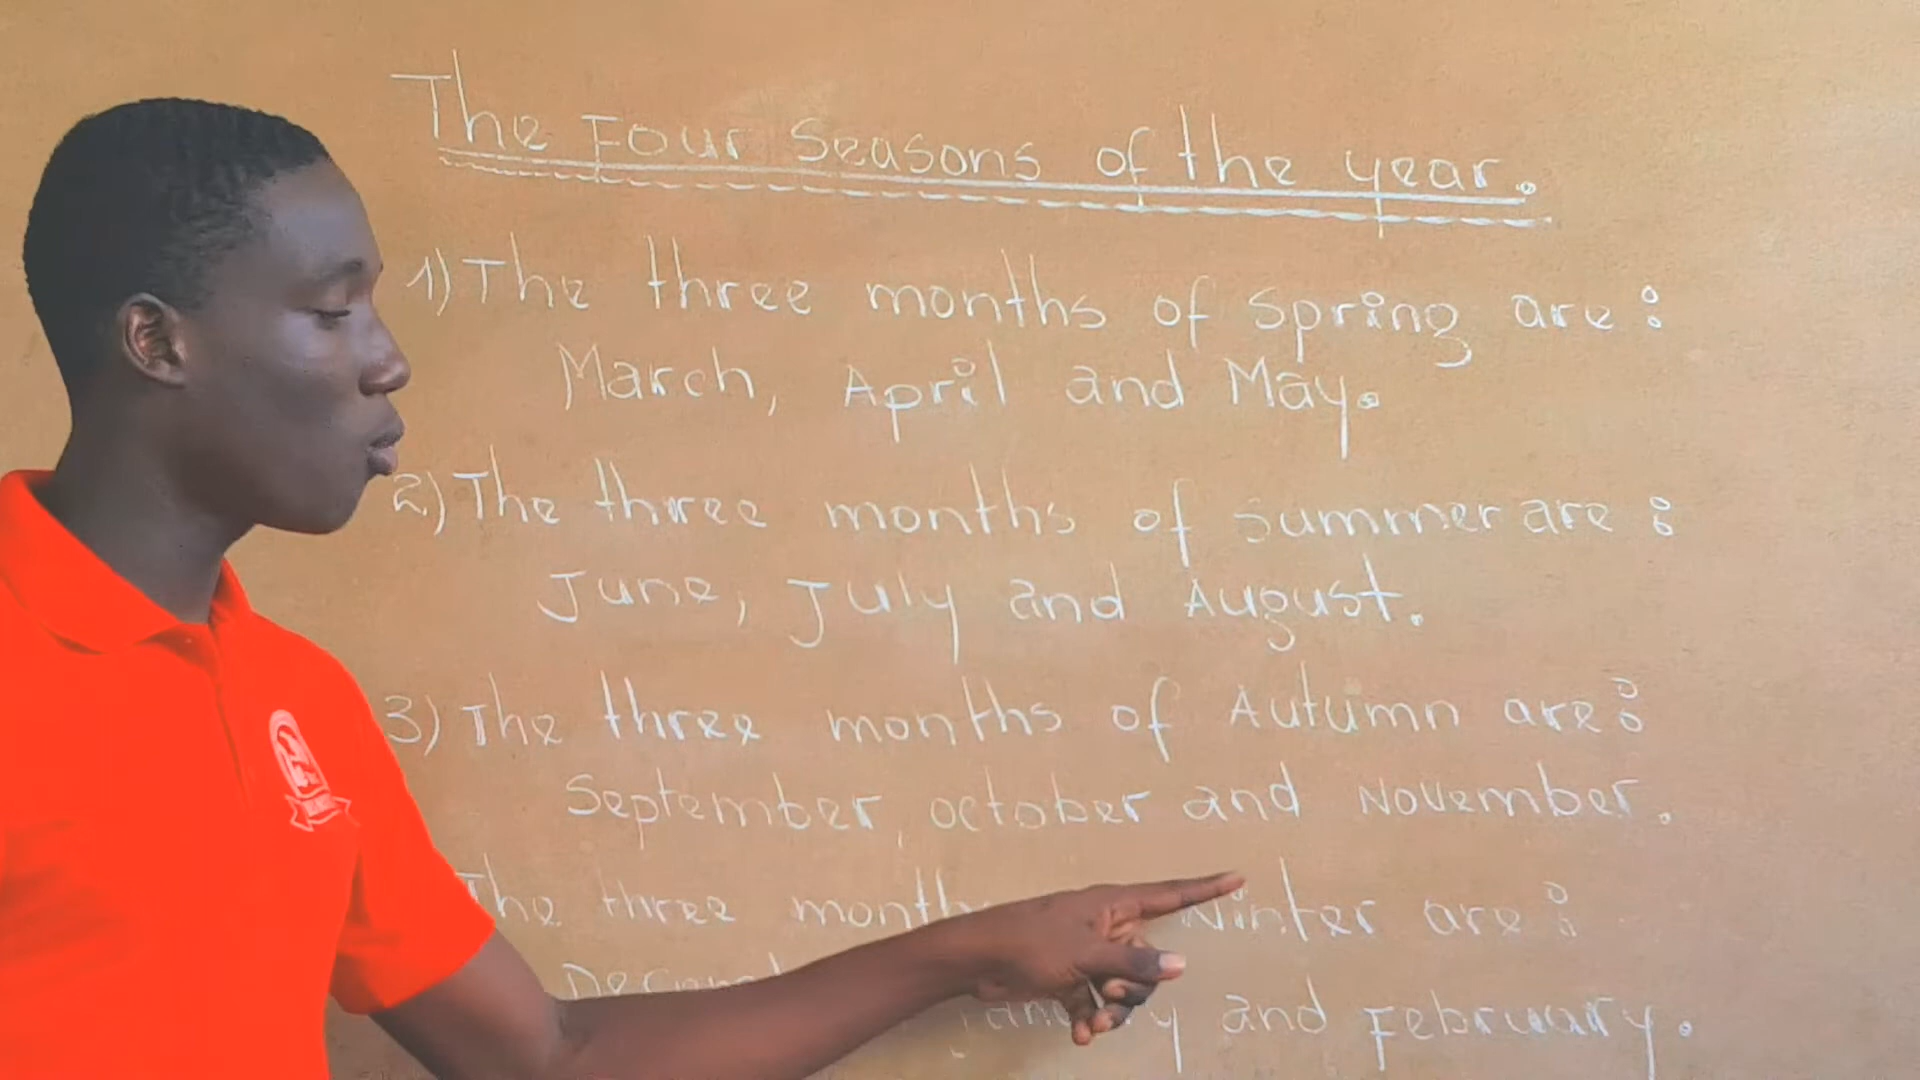 The Four Seasons of the year.
1) The three months of Spring are:
March, April and May.
2) The three months of summer are:
June, July and August.
3) The three months of Autumn are:
September, october and November.
The three months Winter are:
and February.